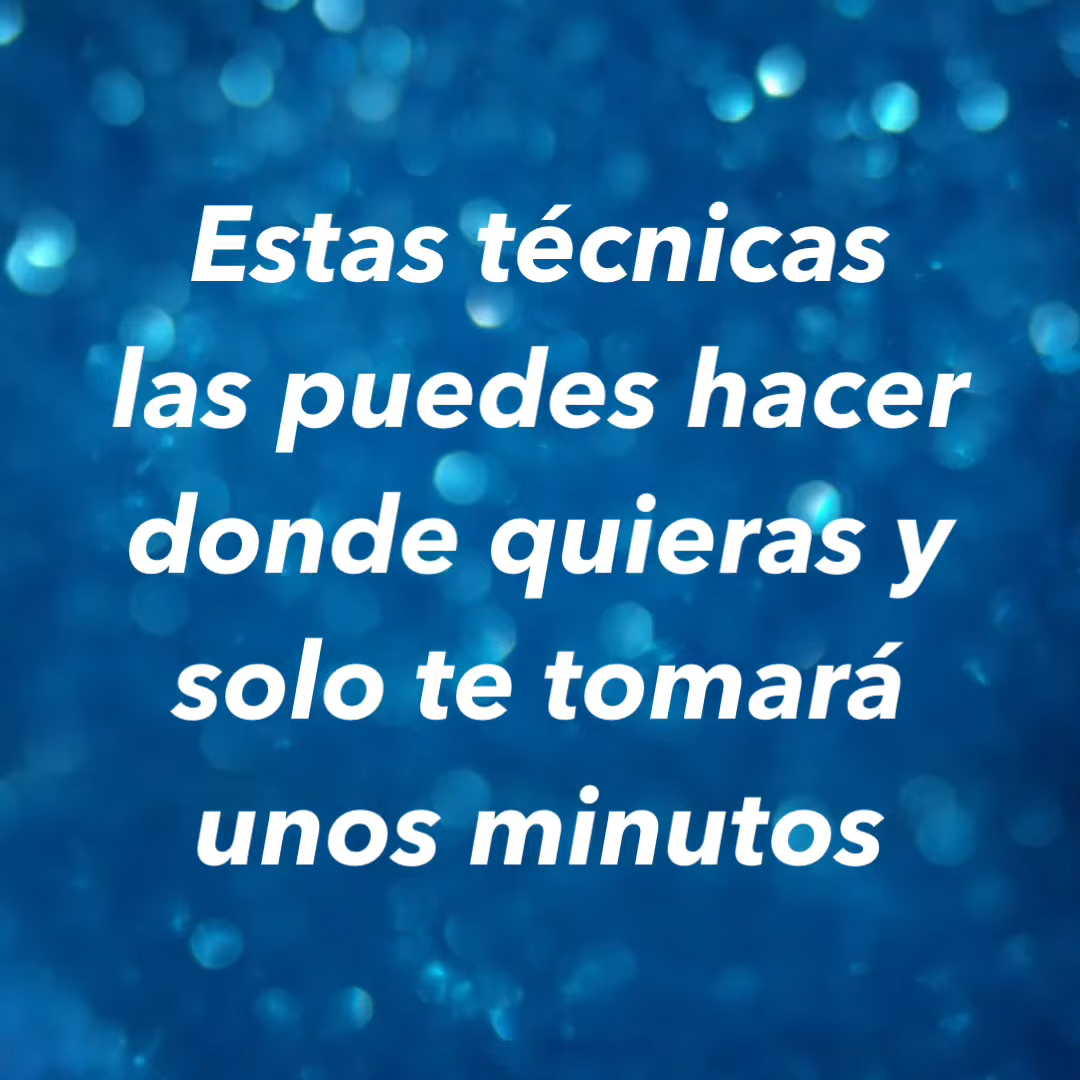 Estas técnicas
las puedes hacer
donde quieras y
solo te tomará
unos minutos